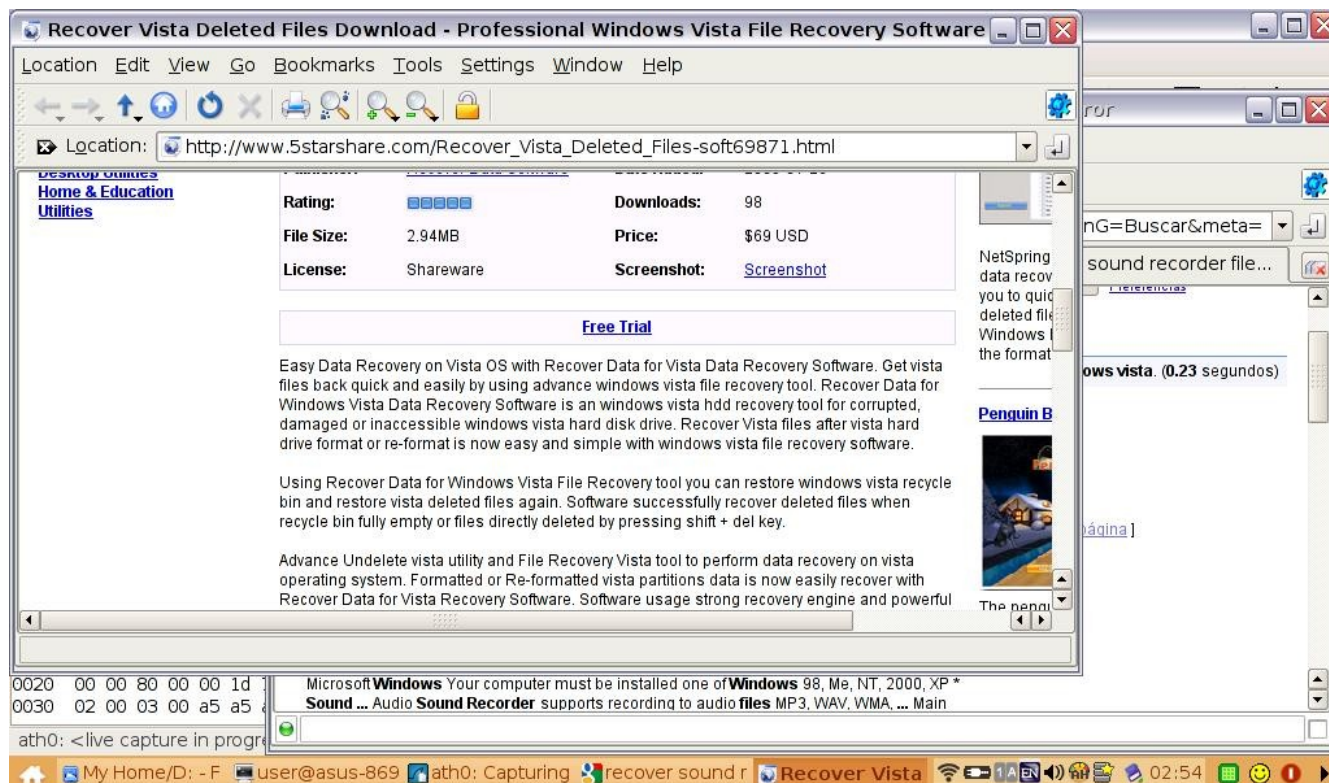 Recover Vista Deleted Files Download - Professional Windows Vista File Recovery Software
Location Edit View Go Bookmarks Tools Settings Window Help
Location: http://www.5starshare.com/Recover_Vista_Deleted_Files-soft69871.html
Desktop Utilities
Home & Education
Utilities
Rating: Downloads: 98
File Size: 2.94MB Price: $69 USD
License: Shareware Screenshot: Screenshot
Free Trial
Easy Data Recovery on Vista OS with Recover Data for Vista Data Recovery Software. Get vista
files back quick and easily by using advance windows vista file recovery tool. Recover Data for
Windows Vista Data Recovery Software is an windows vista hdd recovery tool for corrupted,
damaged or inaccessible windows vista hard disk drive. Recover Vista files after vista hard
drive format or re-format is now easy and simple with windows vista file recovery software.
Using Recover Data for Windows Vista File Recovery tool you can restore windows vista recycle
bin and restore vista deleted files again. Software successfully recover deleted files when
recycle bin fully empty or files directly deleted by pressing shift + del key.
Advance Undelete vista utility and File Recovery Vista tool to perform data recovery on vista
operating system. Formatted or Re-formatted vista partitions data is now easily recover with
Recover Data for Vista Recovery Software. Software usage strong recovery engine and powerful
NetSpring
data recov
you to quic
deleted file
Windows
the format
Penguin B
The pengu
ror
nG=Buscar&meta=
sound recorder file...
Preferencias
ows vista. (0.23 segundos)
página ]
0020 00 00 80 00 00 1d
0030 02 00 03 00 a5 a5
Microsoft Windows Your computer must be installed one of Windows 98, Me, NT, 2000, XP *
Sound ... Audio Sound Recorder supports recording to audio files MP3, WAV, WMA, ... Main
ath0: <live capture in progre
My Home/D: - F user@asus-869 ath0: Capturing recover sound r Recover Vista 1 A EN AH 02:54